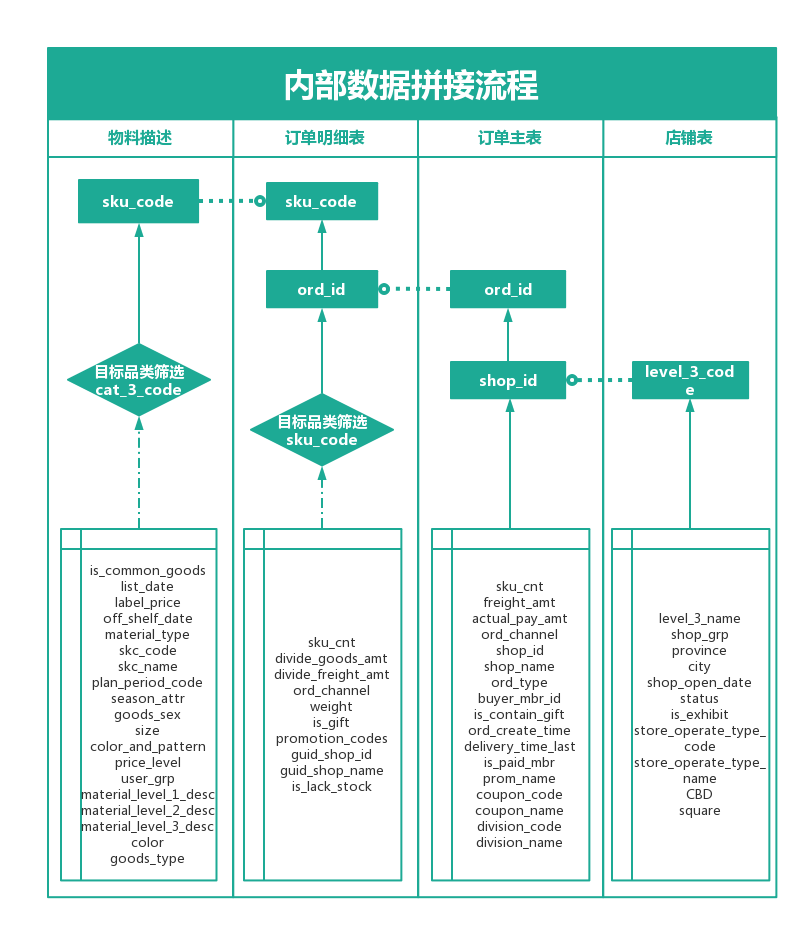 内部数据拼接流程
物料描述
订单明细表
订单主表
店铺表
sku_code
sku_code
ord_id
ord_id
shop_id
level_3_cod
e
目标品类筛选
cat_3_code
目标品类筛选
sku_code
is_common_goods
list_date
label_price
off_shelf_date
material_type
skc_code
skc_name
plan_period_code
season_attr
goods_sex
size
color_and_pattern
price_level
user_grp
material_level_1_desc
material_level_2_desc
material_level_3_desc
color
goods_type
sku_cnt
divide_goods_amt
divide_freight_amt
ord_channel
weight
is_gift
promotion_codes
guid_shop_id
guid_shop_name
is_lack_stock
sku_cnt
freight_amt
actual_pay_amt
ord_channel
shop_id
shop_name
ord_type
buyer_mbr_id
is_contain_gift
ord_create_time
delivery_time_last
is_paid_mbr
prom_name
coupon_code
coupon_name
division_code
division_name
level_3_name
shop_grp
province
city
shop_open_date
status
is_exhibit
store_operate_type_
code
store_operate_type_
name
CBD
square